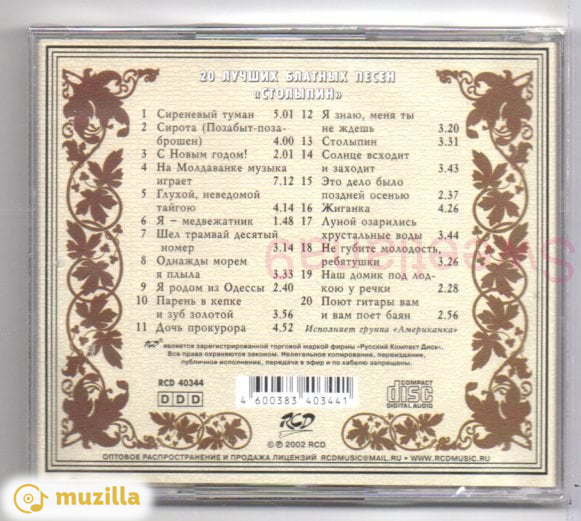 20 ЛУЧШИХ БЛАТНЫХ ПЕСЕН
«СТОЛЫПИН»
1 Сиреневый туман 5.01
2 Сирота (Позабыт-поза-
брошен) 4.00
3 С Новым годом! 2.01
4 На Молдаванке музыка
играет 7.12
5 Глухой, неведомой
тайгою 4.14
6 Я – медвежатник 1.48
7 Шел трамвай десятый
номер 3.14
8 Однажды морем
я плыла 3.33
9 Я родом из Одессы 2.40
10 Парень в кепке
и зуб золотой 3.56
11 Дочь прокурора 4.52
12 Я знаю, меня ты
не ждешь 3.20
13 Столыпин 3.31
14 Солнце всходит
и заходит 3.43
15 Это дело было
поздней осенью 2.37
16 Жиганка 4.26
17 Луной озарились
хрустальные воды 3.44
18 Не губите молодость,
ребятушки 3.26
19 Наш домик под лод-
кою у речки 2.28
20 Поют гитары вам
и вам поет баян 2.56
Исполняет группа «Американка»
RCD является зарегистрированной торговой маркой фирмы «Русский Компакт Диск».
Все права охраняются законом. Нелегальное копирование, переиздание,
публичное исполнение, передача в эфир и по кабелю запрещены.
RCD 40344
DDD
4 600383 403441
RCD
© ℗ 2002 RCD
COMPACT
disc
DIGITAL AUDIO
ОПТОВОЕ РАСПРОСТРАНЕНИЕ И ПРОДАЖА ЛИЦЕНЗИЙ RCDMUSIC@MAIL.RU • WWW.RCDMUSIC.RU
muzilla